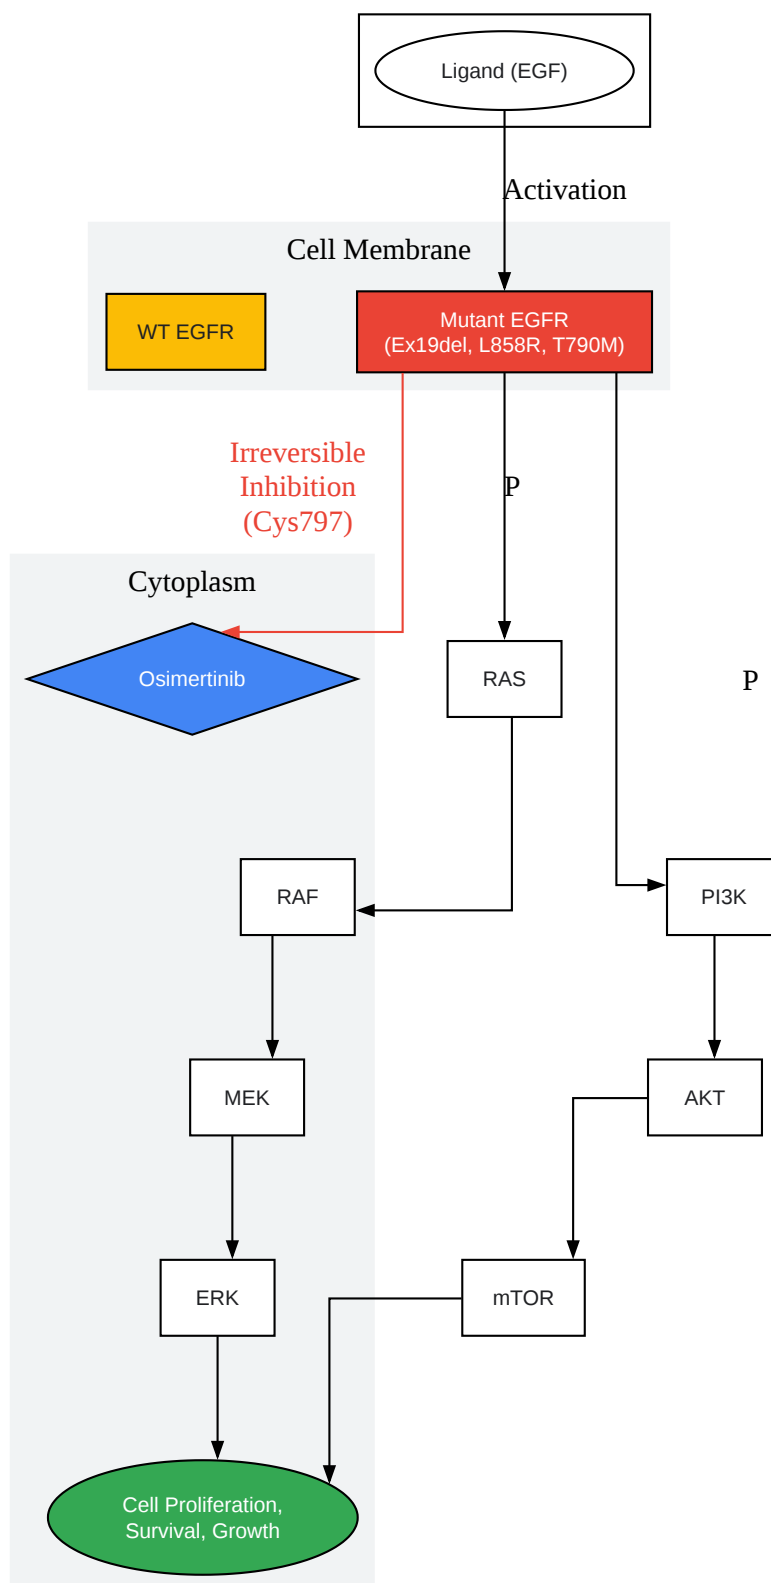 Ligand (EGF)
Activation
Cell Membrane
WT EGFR
Mutant EGFR
(Ex19del, L858R, T790M)
Irreversible
Inhibition
(Cys797)
P
Cytoplasm
Osimertinib
RAS
P
RAF
PI3K
MEK
AKT
ERK
mTOR
Cell Proliferation,
Survival, Growth